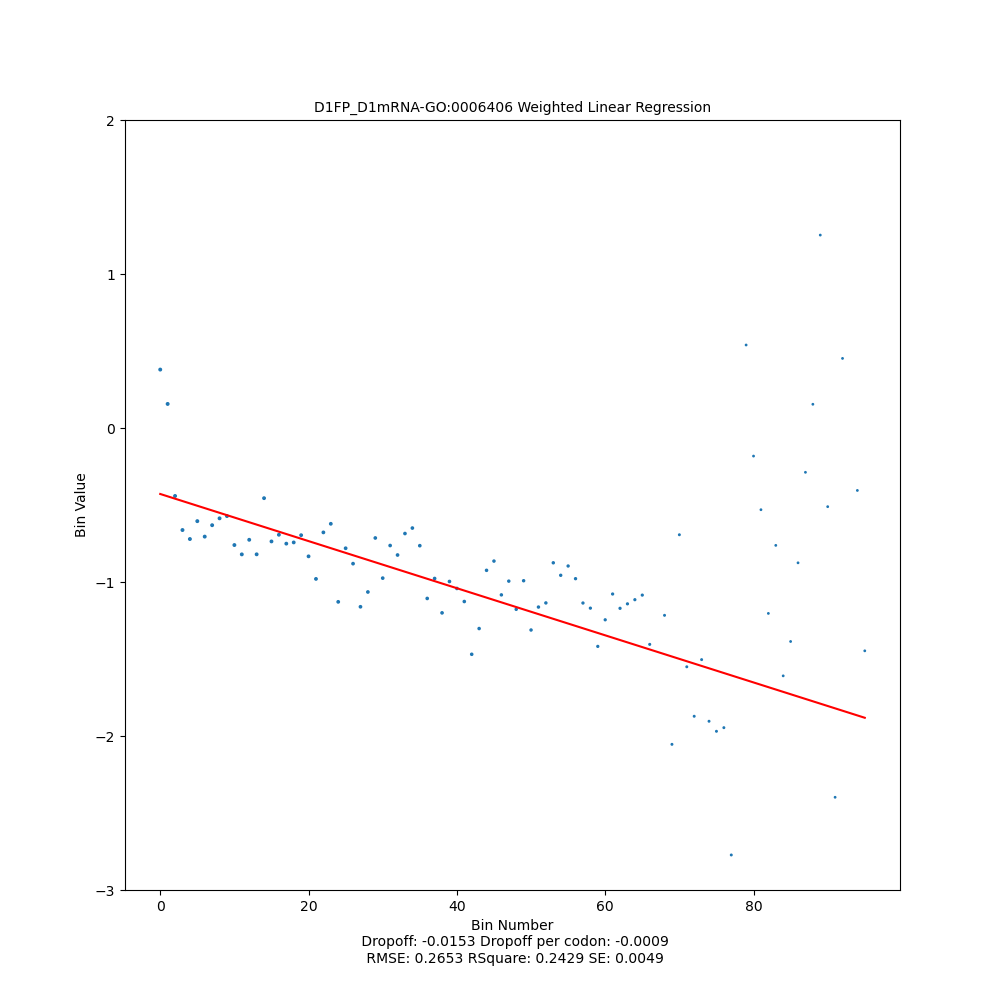 D1FP_D1mRNA-GO:0006406 Weighted Linear Regression
2
1
0
−1
−2
−3
Bin Value
0 20 40 60 80
Bin Number
Dropoff: -0.0153 Dropoff per codon: -0.0009
RMSE: 0.2653 RSquare: 0.2429 SE: 0.0049